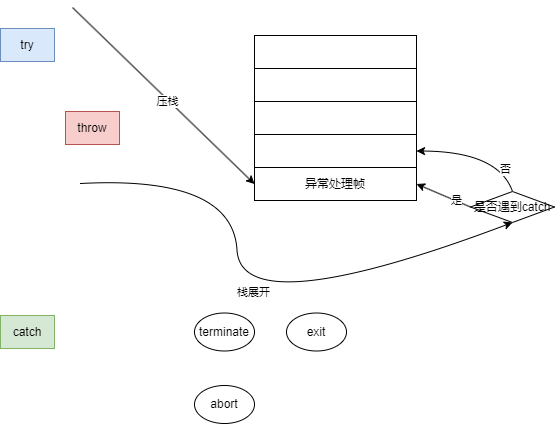 try
压栈
throw
否
异常处理帧
是
是否遇到catch
栈展开
catch
terminate
exit
abort